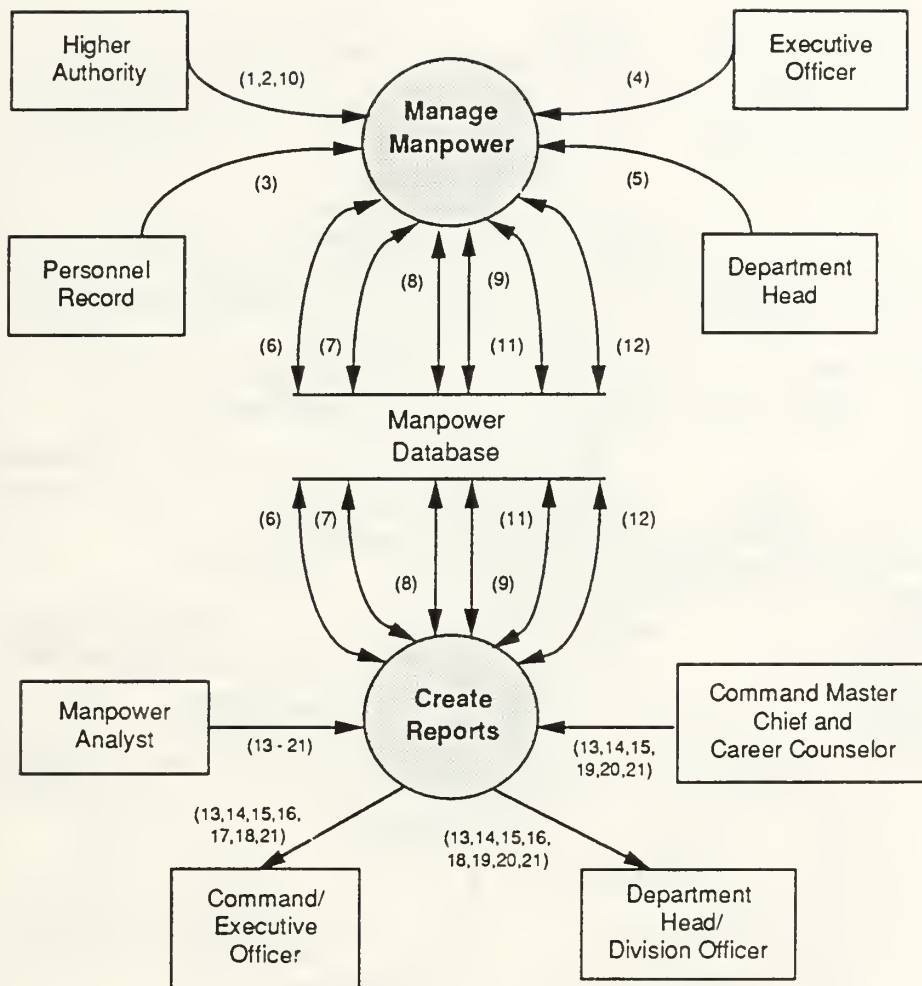 Higher
Authority
(1,2,10)
Manage
Manpower
(4)
Executive
Officer
(3)
(5)
Personnel
Record
Department
Head
(8)
(9)
(6)
(7)
(11)
(12)
Manpower
Database
(6)
(7)
(11)
(12)
(8)
(9)
Create
Reports
Manpower
Analyst
(13 - 21)
Command Master
Chief and
Career Counselor
(13,14,15,
19,20,21)
(13,14,15,16,
17,18,21)
(13,14,15,16,
18,19,20,21)
Command/
Executive
Officer
Department
Head/
Division Officer